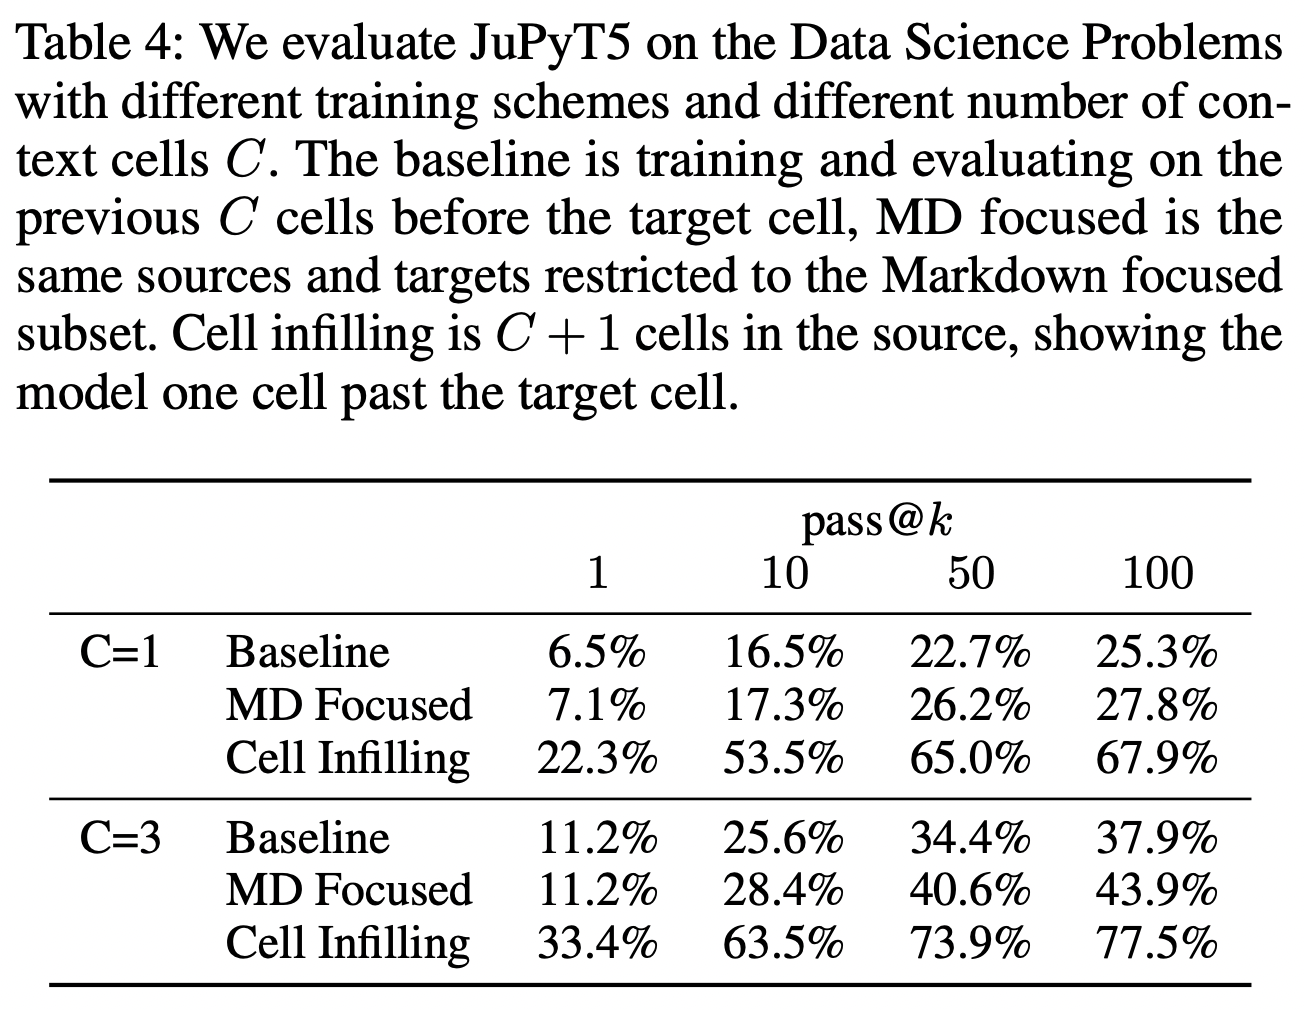 Table 4: We evaluate JuPyT5 on the Data Science Problems
with different training schemes and different number of con-
text cells C. The baseline is training and evaluating on the
previous C cells before the target cell, MD focused is the
same sources and targets restricted to the Markdown focused
subset. Cell infilling is C + 1 cells in the source, showing the
model one cell past the target cell.
pass@k
1 10 50 100
C=1 Baseline 6.5% 16.5% 22.7% 25.3%
MD Focused 7.1% 17.3% 26.2% 27.8%
Cell Infilling 22.3% 53.5% 65.0% 67.9%
C=3 Baseline 11.2% 25.6% 34.4% 37.9%
MD Focused 11.2% 28.4% 40.6% 43.9%
Cell Infilling 33.4% 63.5% 73.9% 77.5%